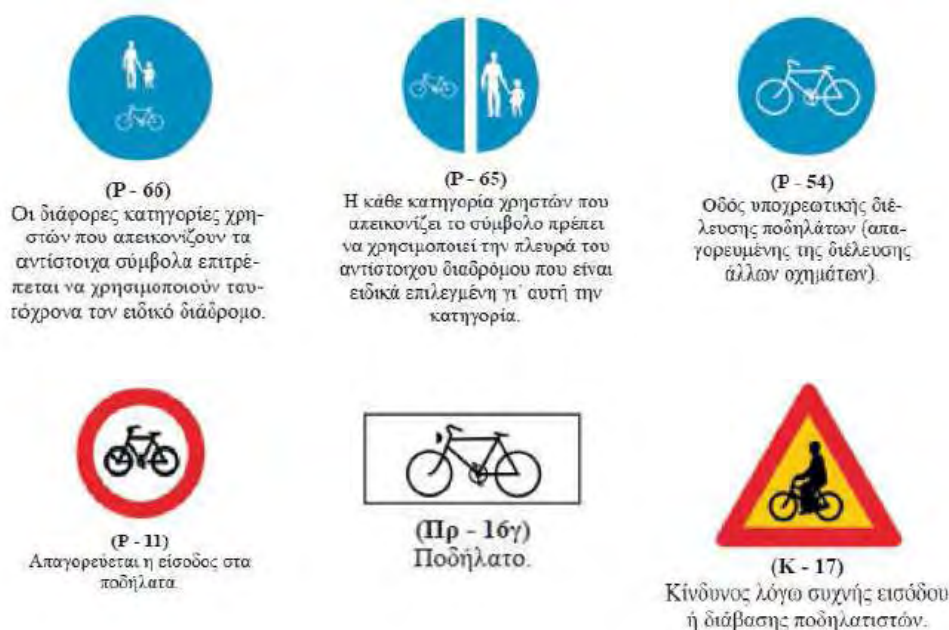 (Ρ - 66)
Οι διάφορες κατηγορίες χρη-
στών που απεικονίζουν τα
αντίστοιχα σύμβολα επιτρέ-
πεται να χρησιμοποιούν ταυ-
τόχρονα τον ειδικό διάδρομο.
(Ρ - 65)
Η κάθε κατηγορία χρηστών που
απεικονίζει το σύμβολο πρέπει
να χρησιμοποιεί την πλευρά του
αντίστοιχου διαδρόμου που είναι
ειδικά επιλεγμένη γι' αυτή την
κατηγορία.
(Ρ - 54)
Οδός υποχρεωτικής διέ-
λευσης ποδηλάτων (απα-
γορευμένης της διέλευσης
άλλων οχημάτων).
(Ρ - 11)
Απαγορεύεται η είσοδος στα
ποδήλατα
(Πρ - 16γ)
Ποδήλατο.
(Κ - 17)
Κίνδυνος λόγω συχνής εισόδου
ή διάβασης ποδηλατιστών.